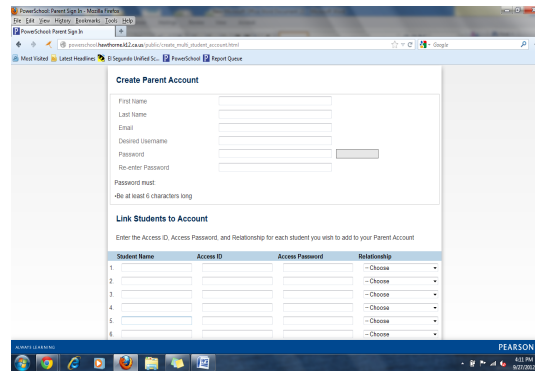 PowerSchool: Parent Sign In - Mozilla Firefox
File Edit View History Bookmarks Tools Help
PowerSchool: Parent Sign In +
powerschool.hawthorne.k12.ca.us/public/create_multi_student_account.html
Google
Most Visited Latest Headlines El Segundo Unified Sc... PowerSchool Report Queue
Create Parent Account
First Name
Last Name
Email
Desired Username
Password
Re-enter Password
Password must
•Be at least 6 characters long
Link Students to Account
Enter the Access ID, Access Password, and Relationship for each student you wish to add to your Parent Account
Student Name Access ID Access Password Relationship
1. -- Choose
2. -- Choose
3. -- Choose
4. -- Choose
5. -- Choose
6. -- Choose
ALWAYS LEARNING PEARSON
4:11 PM
9/27/2012